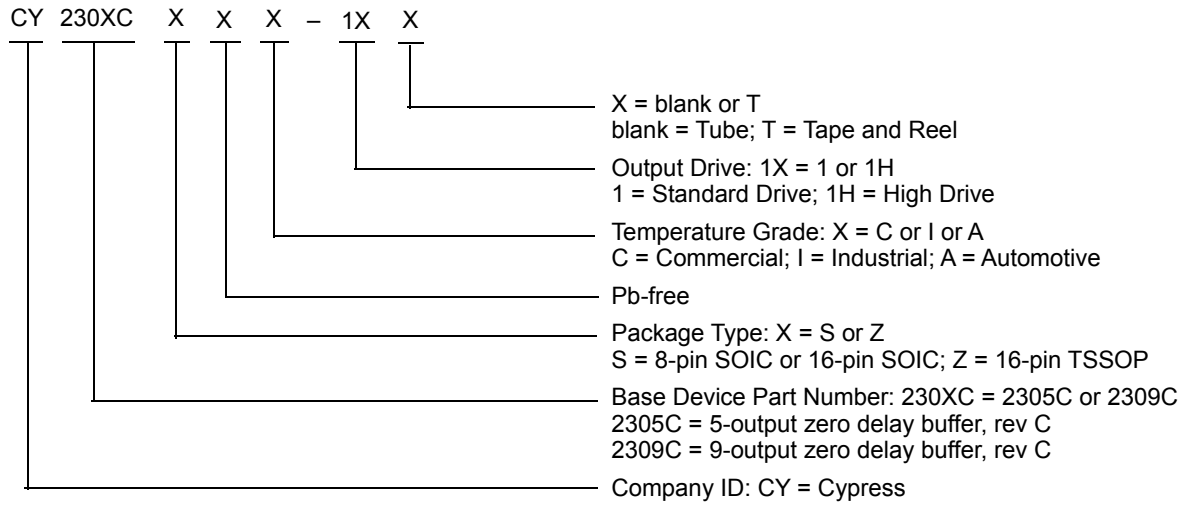 CY 230XC X X X – 1X X
X = blank or T
blank = Tube; T = Tape and Reel
Output Drive: 1X = 1 or 1H
1 = Standard Drive; 1H = High Drive
Temperature Grade: X = C or I or A
C = Commercial; I = Industrial; A = Automotive
Pb-free
Package Type: X = S or Z
S = 8-pin SOIC or 16-pin SOIC; Z = 16-pin TSSOP
Base Device Part Number: 230XC = 2305C or 2309C
2305C = 5-output zero delay buffer, rev C
2309C = 9-output zero delay buffer, rev C
Company ID: CY = Cypress